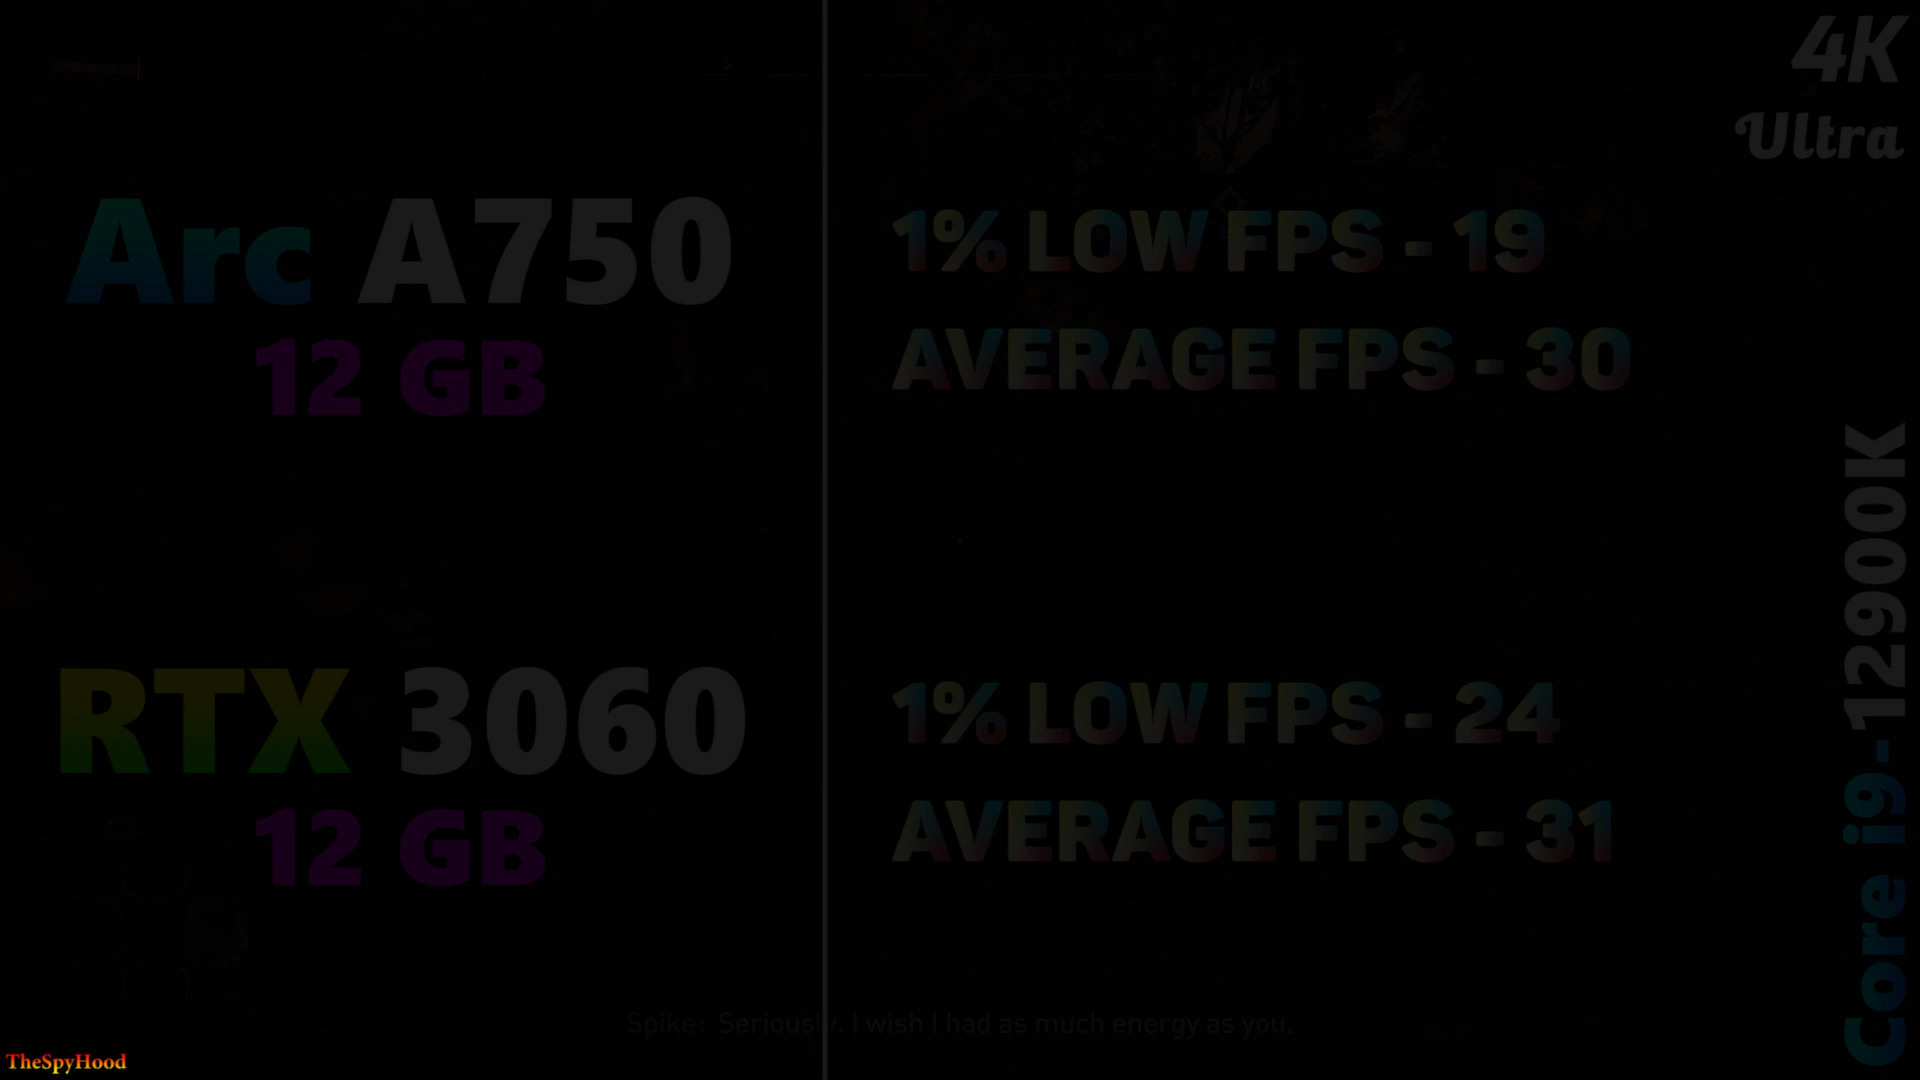 4K
Ultra
Arc A750
12 GB
1% LOW FPS - 19
AVERAGE FPS - 30
RTX 3060
12 GB
1% LOW FPS - 24
AVERAGE FPS - 31
Core i9-12900K
Spike: Seriously, I wish I had as much energy as you.
TheSpyHood